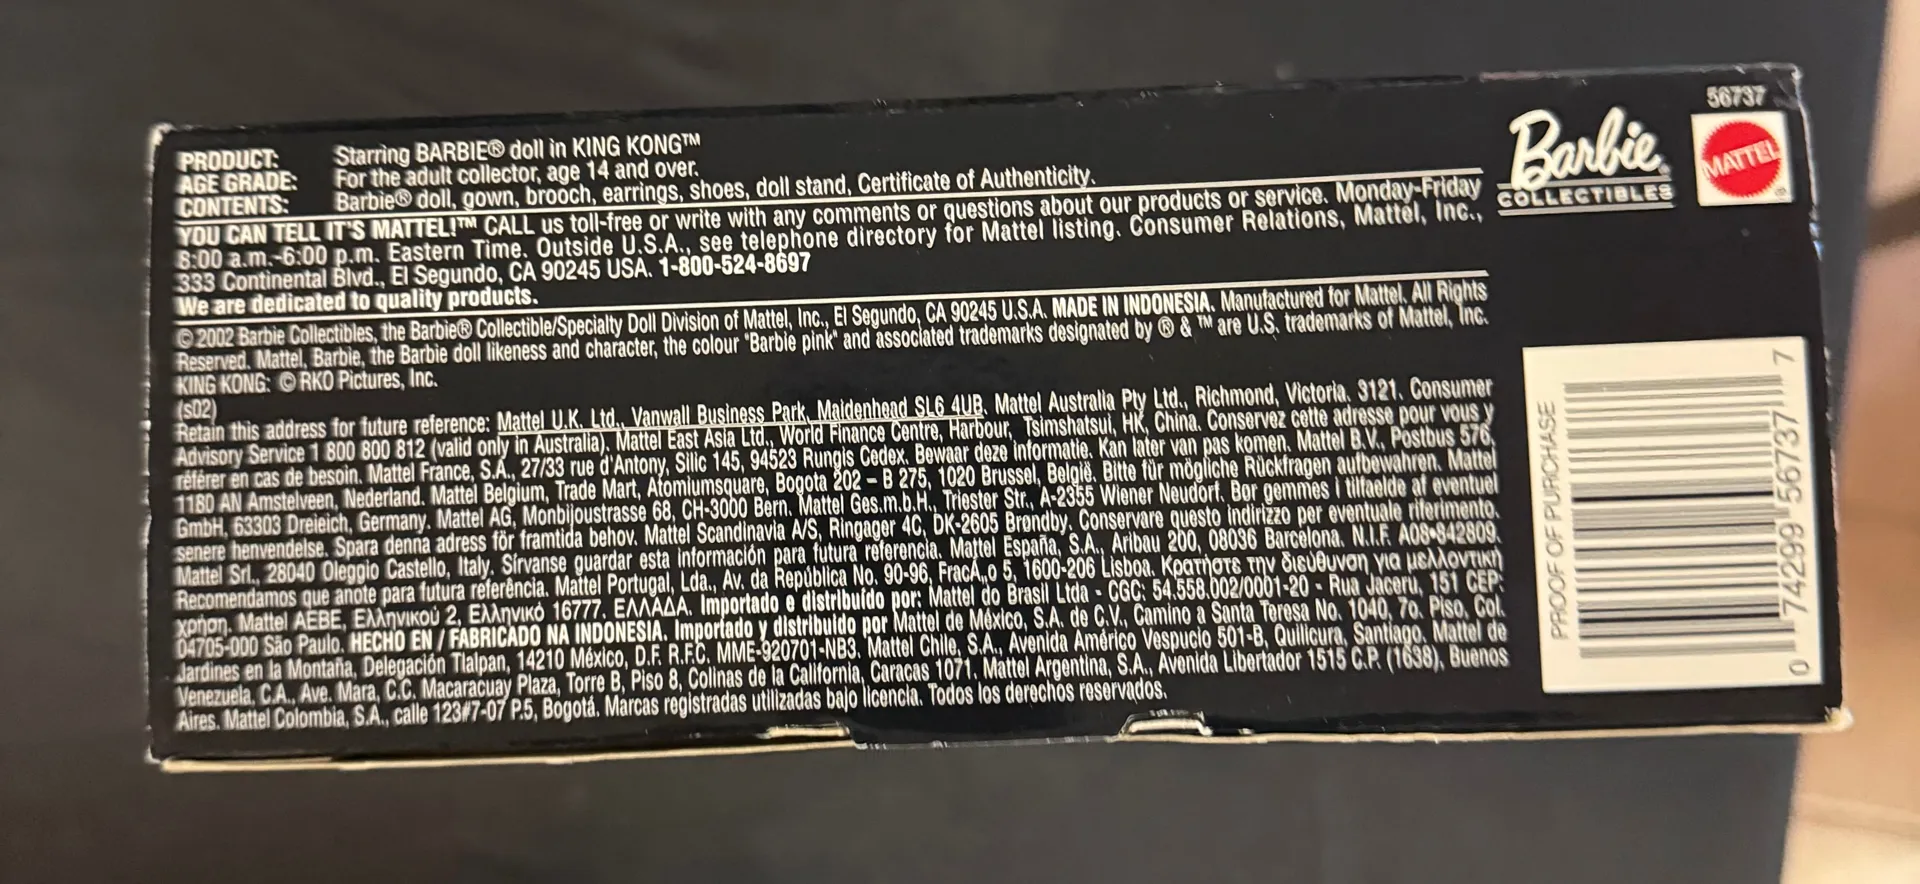 56737
Barbie®
COLLECTIBLES
MATTEL
®
PRODUCT: Starring BARBIE® doll in KING KONG™
AGE GRADE: For the adult collector, age 14 and over.
CONTENTS: Barbie® doll, gown, brooch, earrings, shoes, doll stand, Certificate of Authenticity.
YOU CAN TELL IT'S MATTEL!™ CALL us toll-free or write with any comments or questions about our products or service. Monday-Friday
8:00 a.m.-6:00 p.m. Eastern Time. Outside U.S.A., see telephone directory for Mattel listing. Consumer Relations, Mattel, Inc.,
333 Continental Blvd., El Segundo, CA 90245 USA. 1-800-524-8697
We are dedicated to quality products.
© 2002 Barbie Collectibles, the Barbie® Collectible/Specialty Doll Division of Mattel, Inc., El Segundo, CA 90245 U.S.A. MADE IN INDONESIA. Manufactured for Mattel. All Rights
Reserved. Mattel, Barbie, the Barbie doll likeness and character, the colour "Barbie pink" and associated trademarks designated by ® & ™ are U.S. trademarks of Mattel, Inc.
KING KONG: © RKO Pictures, Inc.
(s02)
Retain this address for future reference: Mattel U.K. Ltd., Vanwall Business Park, Maidenhead SL6 4UB. Mattel Australia Pty Ltd., Richmond, Victoria. 3121. Consumer
Advisory Service 1 800 800 812 (valid only in Australia). Mattel East Asia Ltd., World Finance Centre, Harbour, Tsimshatsui, HK, China. Conservez cette adresse pour vous y
référer en cas de besoin. Mattel France, S.A., 27/33 rue d'Antony, Silic 145, 94523 Rungis Cedex. Bewaar deze informatie. Kan later van pas komen. Mattel B.V., Postbus 576,
1180 AN Amstelveen, Nederland. Mattel Belgium, Trade Mart, Atomiumsquare, Bogota 202 – B 275, 1020 Brussel, België. Bitte für mögliche Rückfragen aufbewahren. Mattel
GmbH, 63303 Dreieich, Germany. Mattel AG, Monbijoustrasse 68, CH-3000 Bern. Mattel Ges.m.b.H., Triester Str., A-2355 Wiener Neudorf. Bør gemmes i tilfaelde af eventuel
senere henvendelse. Spara denna adress för framtida behov. Mattel Scandinavia A/S, Ringager 4C, DK-2605 Brøndby. Conservare questo indirizzo per eventuale riferimento.
Mattel Srl., 28040 Oleggio Castello, Italy. Sírvanse guardar esta información para futura referencia. Mattel España, S.A., Aribau 200, 08036 Barcelona. N.I.F. A08-842809.
Recomendamos que anote para futura referência. Mattel Portugal, Lda., Av. da República No. 90-96, FracÁ„o 5, 1600-206 Lisboa. Κρατήστε την διεύθυνση για μελλοντική
χρήση. Mattel AEBE, Ελληνικού 2, Ελληνικό 16777, ΕΛΛΑΔΑ. Importado e distribuído por: Mattel do Brasil Ltda - CGC: 54.558.002/0001-20 - Rua Jaceru, 151 CEP:
04705-000 São Paulo. HECHO EN / FABRICADO NA INDONESIA. Importado y distribuido por Mattel de México, S.A. de C.V., Camino a Santa Teresa No. 1040, 7o. Piso, Col.
Jardines en la Montaña, Delegación Tlalpan, 14210 México, D.F. R.F.C. MME-920701-NB3. Mattel Chile, S.A., Avenida Américo Vespucio 501-B, Quilicura, Santiago. Mattel de
Venezuela, C.A., Ave. Mara, C.C. Macaracuay Plaza, Torre B, Piso 8, Colinas de la California, Caracas 1071. Mattel Argentina, S.A., Avenida Libertador 1515 C.P. (1638), Buenos
Aires. Mattel Colombia, S.A., calle 123#7-07 P.5, Bogotá. Marcas registradas utilizadas bajo licencia. Todos los derechos reservados.
PROOF OF PURCHASE
0 74299 56737 7